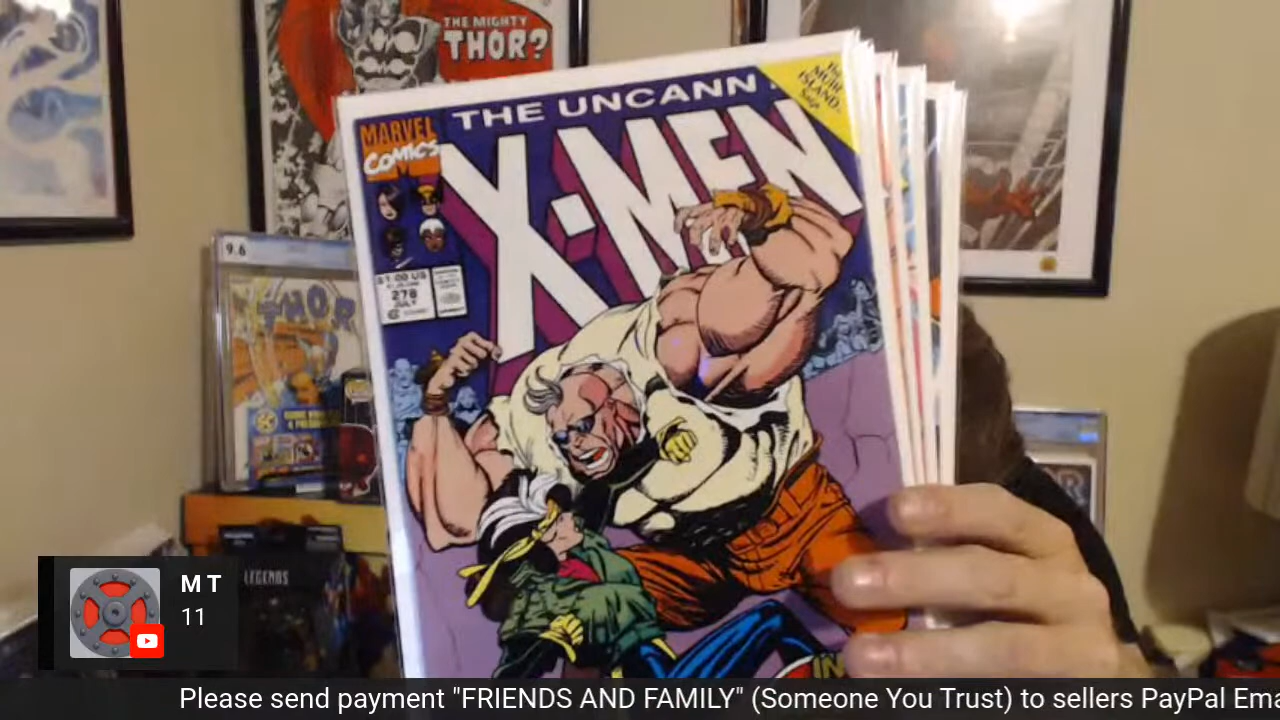 THE MIGHTY
THOR?
THE UNCANN
X-MEN
The
MUIR
ISLAND
Saga
MARVEL
COMICS
$1.00 US
278
JULY
9.6
THOR
LEGENDS
M T
11
Please send payment "FRIENDS AND FAMILY" (Someone You Trust) to sellers PayPal Ema